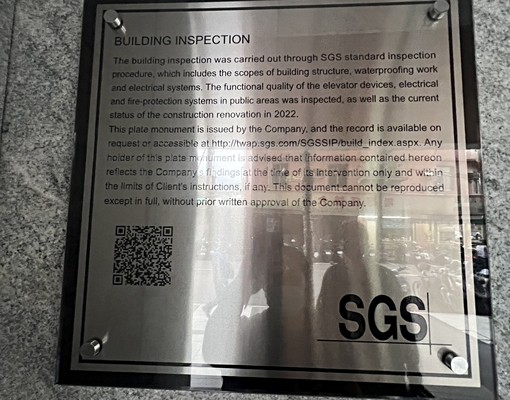 BUILDING INSPECTION
The building inspection was carried out through SGS standard inspection
procedure, which includes the scopes of building structure, waterproofing work
and electrical systems. The functional quality of the elevator devices, electrical
and fire-protection systems in public areas was inspected, as well as the current
status of the construction renovation in 2022.
This plate monument is issued by the Company, and the record is available on
request or accessible at http://twap.sgs.com/SGSSIP/build_index.aspx. Any
holder of this plate monument is advised that information contained hereon
reflects the Company's findings at the time of its intervention only and within
the limits of Client's instructions, if any. This document cannot be reproduced
except in full, without prior written approval of the Company.
SGS